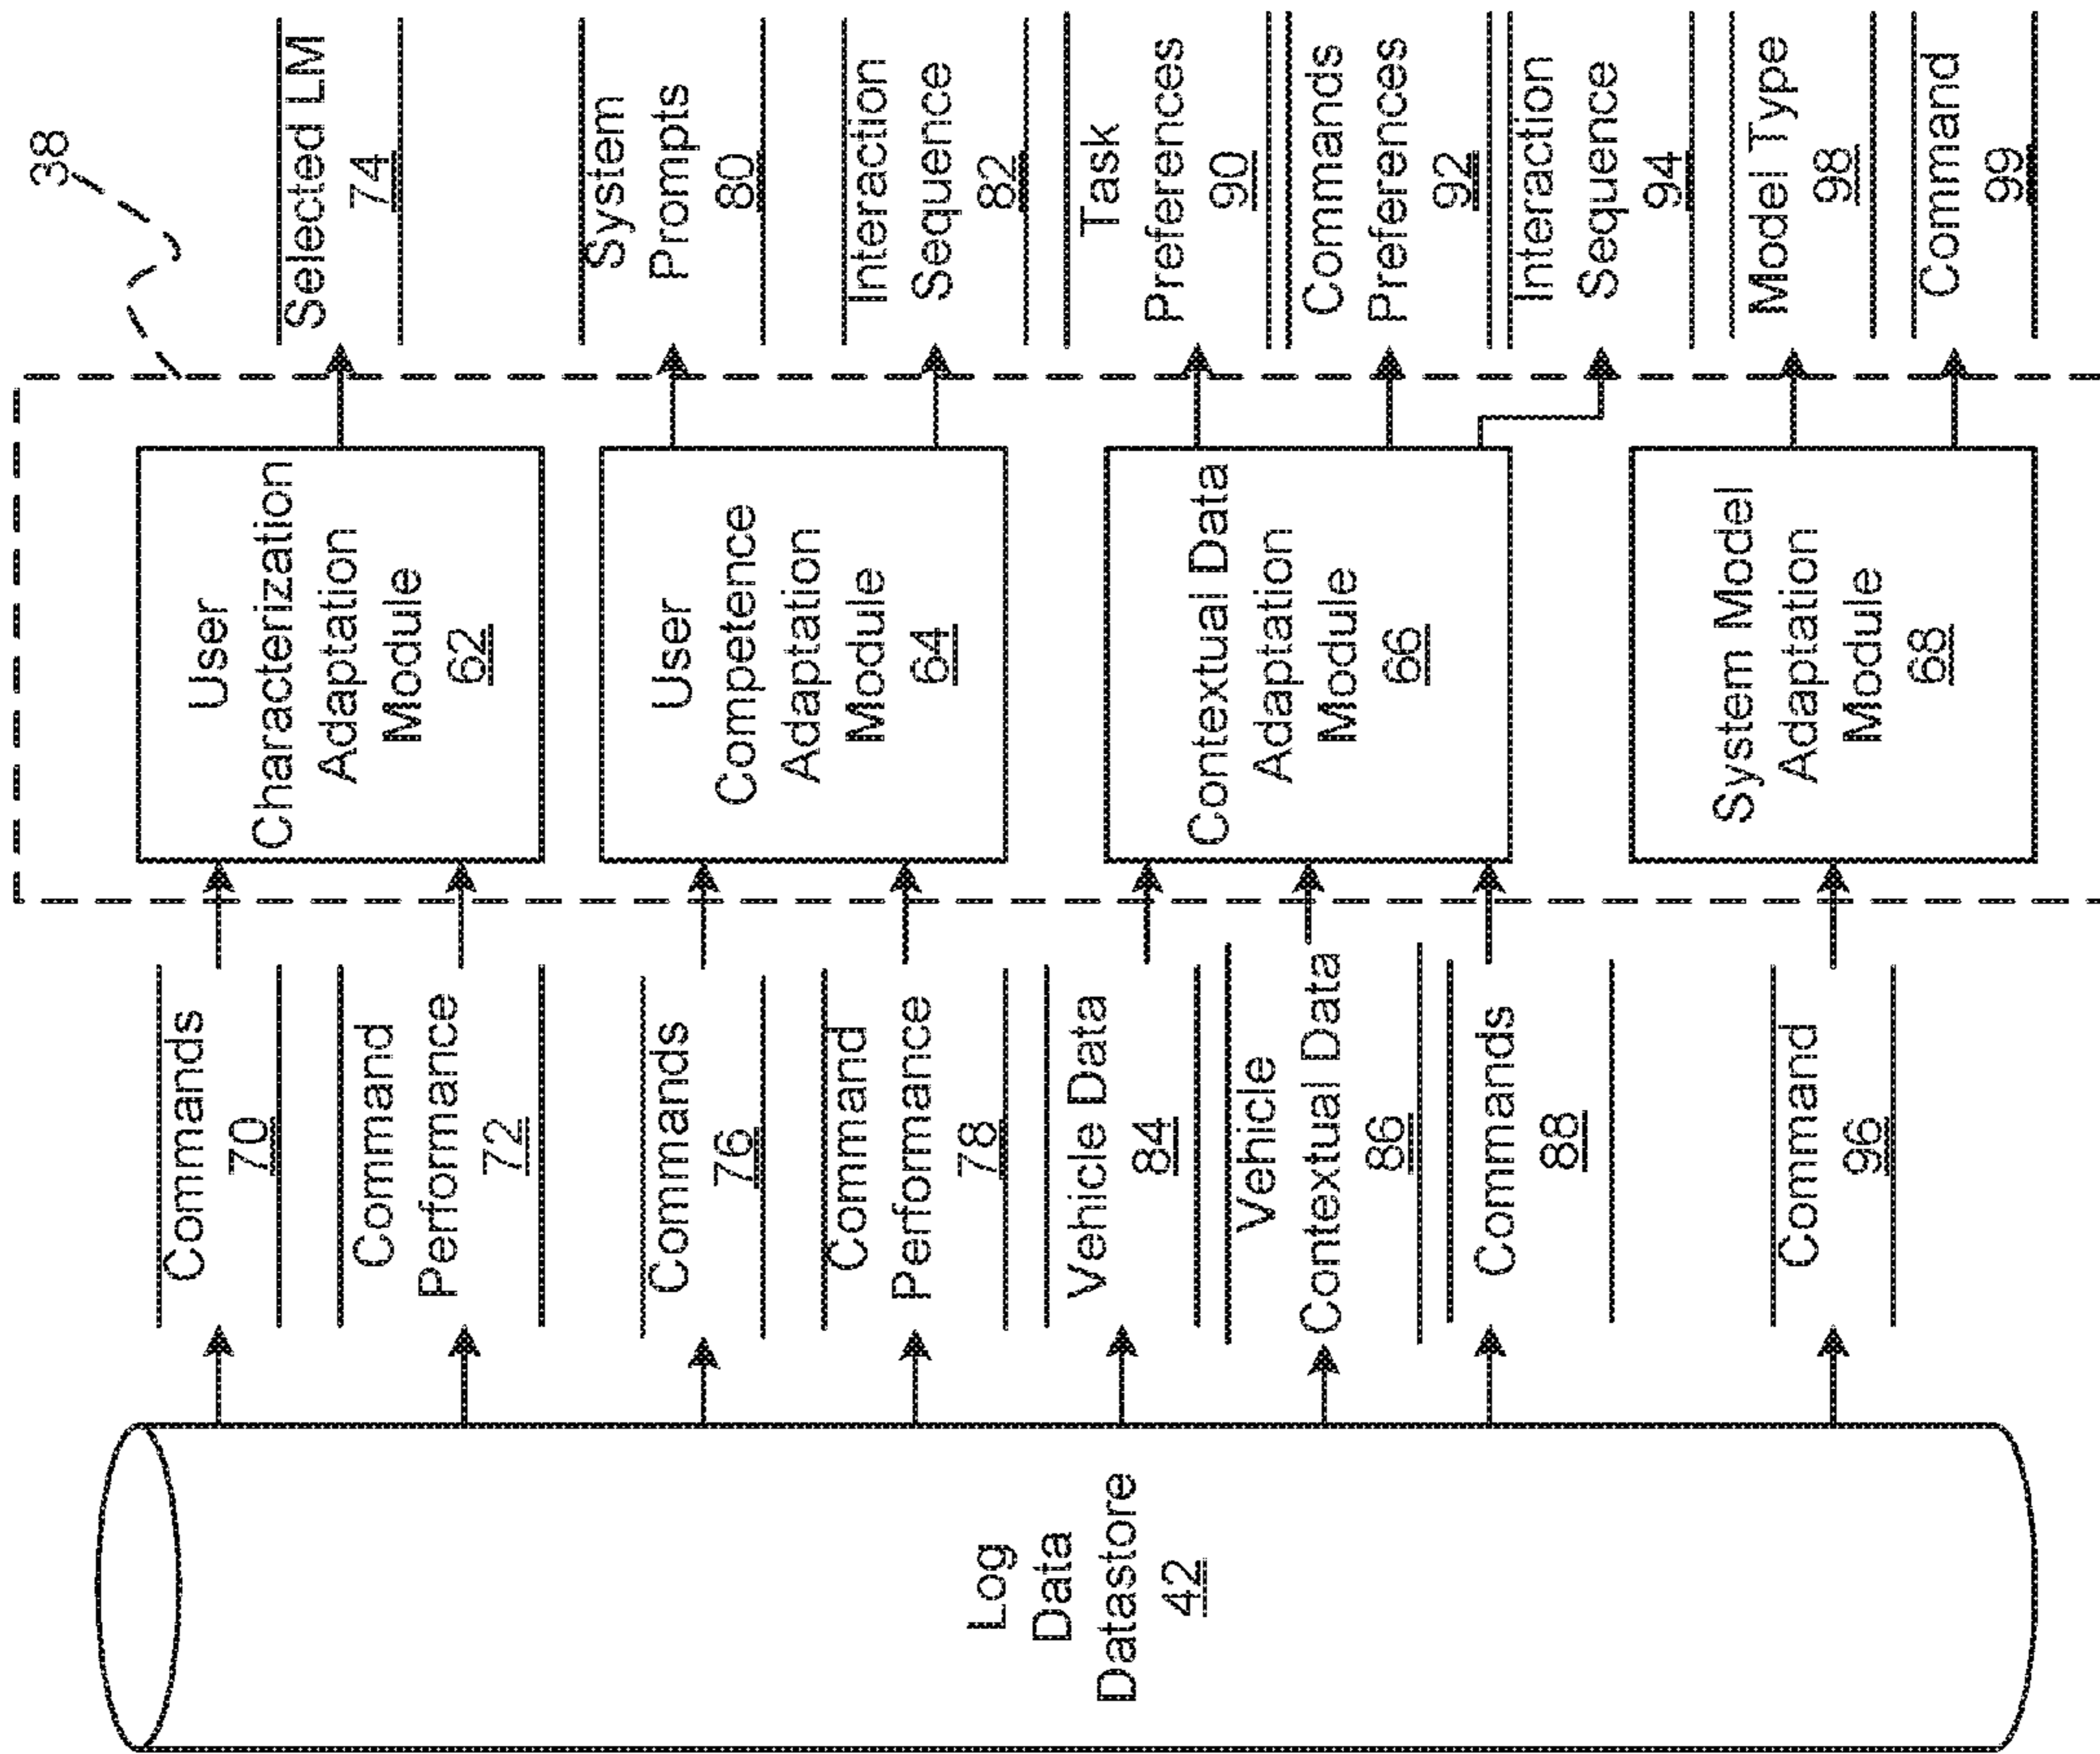 38
Log
Data
Datastore
42
Commands
70
Command
Performance
72
Commands
76
Command
Performance
78
Vehicle Data
84
Vehicle
Contextual Data
86
Commands
88
Command
96
User
Characterization
Adaptation
Module
62
User
Competence
Adaptation
Module
64
Contextual Data
Adaptation
Module
66
System Model
Adaptation
Module
68
Selected LM
74
System
Prompts
80
Interaction
Sequence
82
Task
Preferences
90
Commands
Preferences
92
Interaction
Sequence
94
Model Type
98
Command
99